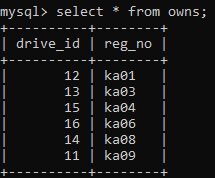 mysql> select * from owns;
+----------+--------+
| drive_id | reg_no |
+----------+--------+
|       12 | ka01   |
|       13 | ka03   |
|       15 | ka04   |
|       16 | ka06   |
|       14 | ka08   |
|       11 | ka09   |
+----------+--------+